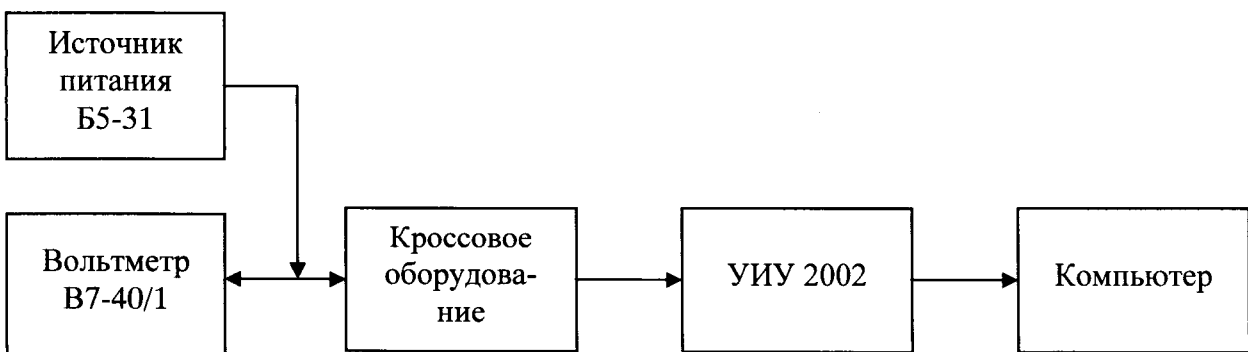 Источник
питания
Б5-31
Вольтметр
В7-40/1
Кроссовое
оборудова-
ние
УИУ 2002
Компьютер